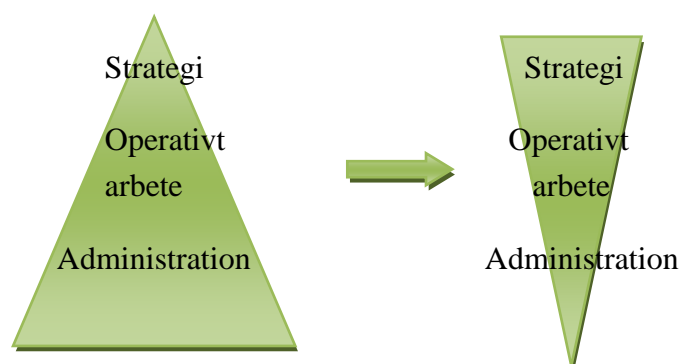 Strategi
Operativt
arbete
Administration
Strategi
Operativt
arbete
Administration